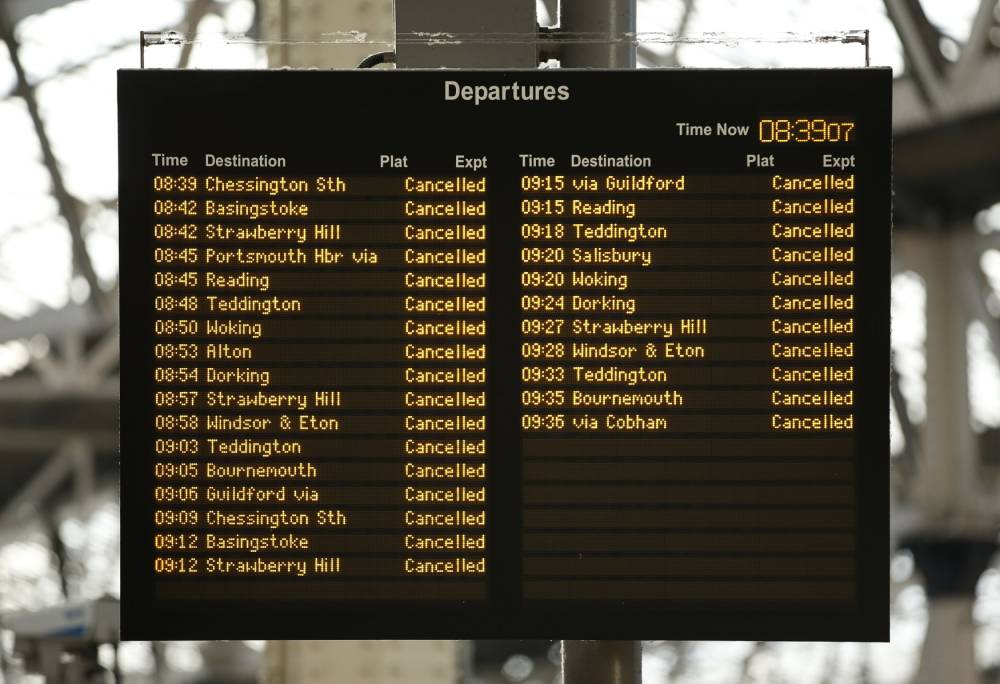 Departures
Time Now 08:3907
Time Destination Plat Expt
08:39 Chessington Sth Cancelled
08:42 Basingstoke Cancelled
08:42 Strawberry Hill Cancelled
08:45 Portsmouth Hbr via Cancelled
08:45 Reading Cancelled
08:48 Teddington Cancelled
08:50 Woking Cancelled
08:53 Alton Cancelled
08:54 Dorking Cancelled
08:57 Strawberry Hill Cancelled
08:58 Windsor & Eton Cancelled
09:03 Teddington Cancelled
09:05 Bournemouth Cancelled
09:06 Guildford via Cancelled
09:09 Chessington Sth Cancelled
09:12 Basingstoke Cancelled
09:12 Strawberry Hill Cancelled
Time Destination Plat Expt
09:15 via Guildford Cancelled
09:15 Reading Cancelled
09:18 Teddington Cancelled
09:20 Salisbury Cancelled
09:20 Woking Cancelled
09:24 Dorking Cancelled
09:27 Strawberry Hill Cancelled
09:28 Windsor & Eton Cancelled
09:33 Teddington Cancelled
09:35 Bournemouth Cancelled
09:36 via Cobham Cancelled